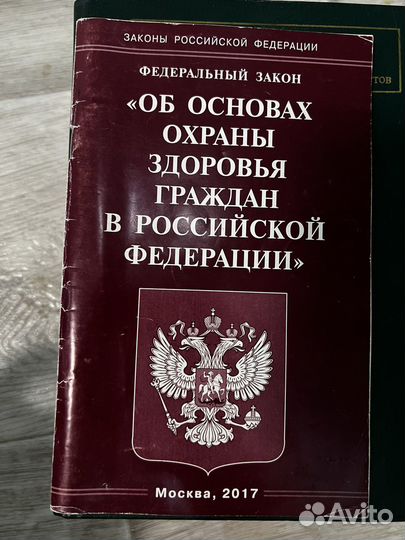 ЗАКОНЫ РОССИЙСКОЙ ФЕДЕРАЦИИ
ФЕДЕРАЛЬНЫЙ ЗАКОН
«ОБ ОСНОВАХ
ОХРАНЫ
ЗДОРОВЬЯ
ГРАЖДАН
В РОССИЙСКОЙ
ФЕДЕРАЦИИ»
Москва, 2017
Avito